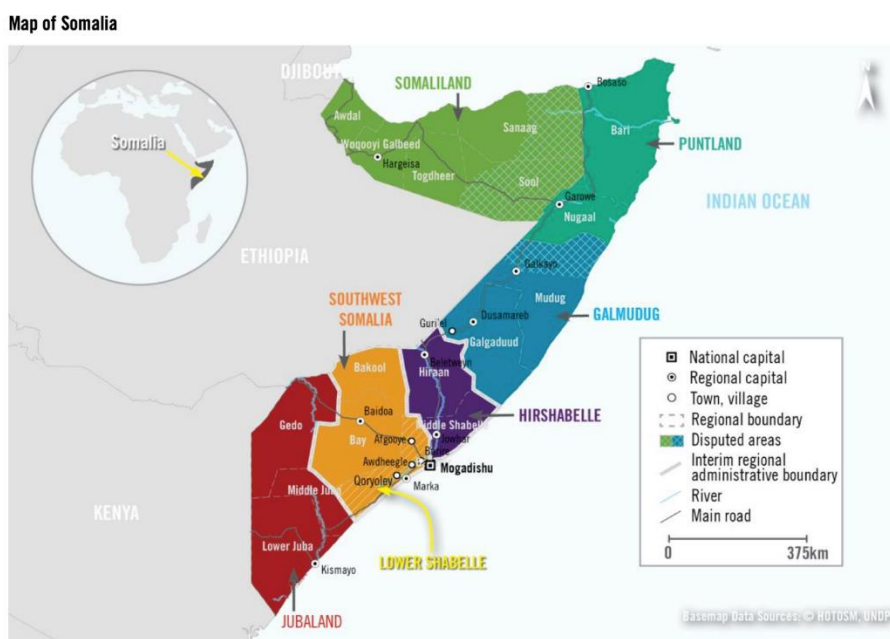 Map of Somalia
DJIBOUTI
SOMALILAND
Bosaso
Awdal
Sanaag
Bari
Somalia
Woqooyi Galbeed
PUNTLAND
Hargeisa
Togdheer
Sool
Garowe
INDIAN OCEAN
Nugaal
ETHIOPIA
Galkayo
SOUTHWEST
SOMALIA
Mudug
Guri'el
Dusamareb
GALMUDUG
Galgaduud
Beletweyn
Bakool
Hiraan
HIRSHABELLE
Baidoa
Gedo
Middle Shabelle
Jowhar
Bay
Afgooye
Barire
Awdheegle
Mogadishu
Qoryoley
Marka
Middle Juba
KENYA
Lower Juba
LOWER SHABELLE
Kismayo
JUBALAND
National capital
Regional capital
Town, village
Regional boundary
Disputed areas
Interim regional
administrative boundary
River
Main road
0 375km
N
Basemap Data Sources: © HOTOSM, UNDP